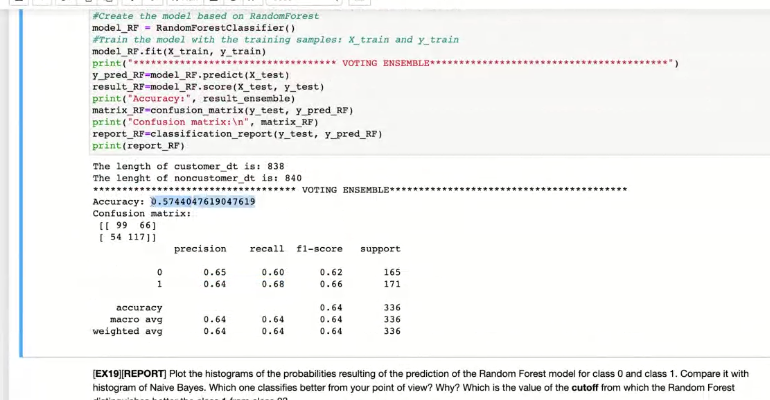 #Create the model based on RandomForest
model_RF = RandomForestClassifier()
#Train the model with the training samples: X_train and y_train
model_RF.fit(X_train, y_train)
print("********************************** VOTING ENSEMBLE****************************************")
y_pred_RF=model_RF.predict(X_test)
result_RF=model_RF.score(X_test, y_test)
print("Accuracy:", result_ensemble)
matrix_RF=confusion_matrix(y_test, y_pred_RF)
print("Confusion matrix:\n", matrix_RF)
report_RF=classification_report(y_test, y_pred_RF)
print(report_RF)
The length of customer_dt is: 838
The lenght of noncustomer_dt is: 840
********************************** VOTING ENSEMBLE****************************************
Accuracy: 0.5744047619047619
Confusion matrix:
[[ 99 66]
[ 54 117]]
precision recall f1-score support
0 0.65 0.60 0.62 165
1 0.64 0.68 0.66 171
accuracy 0.64 336
macro avg 0.64 0.64 0.64 336
weighted avg 0.64 0.64 0.64 336
[EX19][REPORT] Plot the histograms of the probabilities resulting of the prediction of the Random Forest model for class 0 and class 1. Compare it with
histogram of Naive Bayes. Which one classifies better from your point of view? Why? Which is the value of the cutoff from which the Random Forest